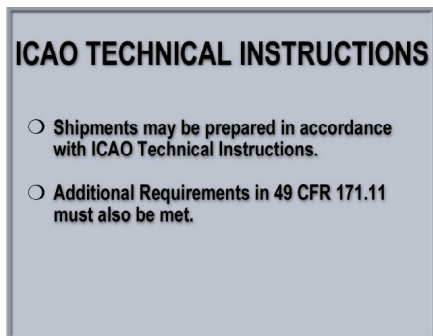 ICAO TECHNICAL INSTRUCTIONS
❍ Shipments may be prepared in accordance
with ICAO Technical Instructions.
❍ Additional Requirements in 49 CFR 171.11
must also be met.